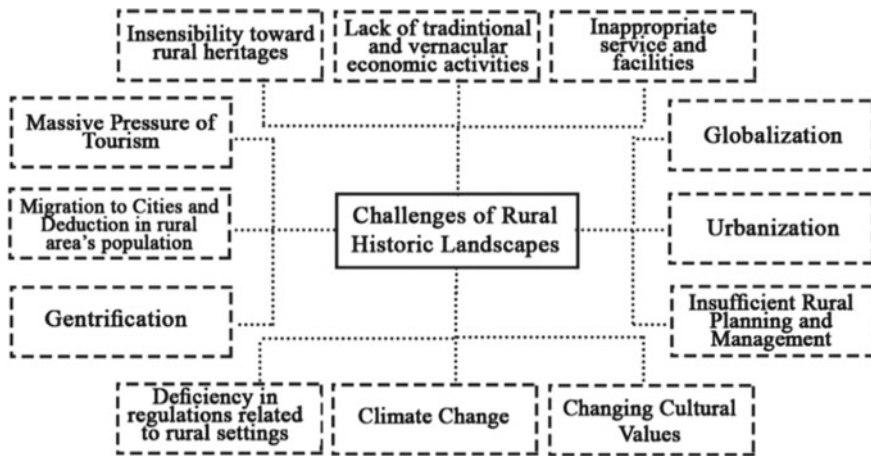 Insensibility toward
rural heritages
Lack of tradintional
and vernacular
economic activities
Inappropriate
service and
facilities
Massive Pressure of
Tourism
Globalization
Migration to Cities and
Deduction in rural
area's population
Challenges of Rural
Historic Landscapes
Urbanization
Gentrification
Insufficient Rural
Planning and
Management
Deficiency in
regulations related
to rural settings
Climate Change
Changing Cultural
Values